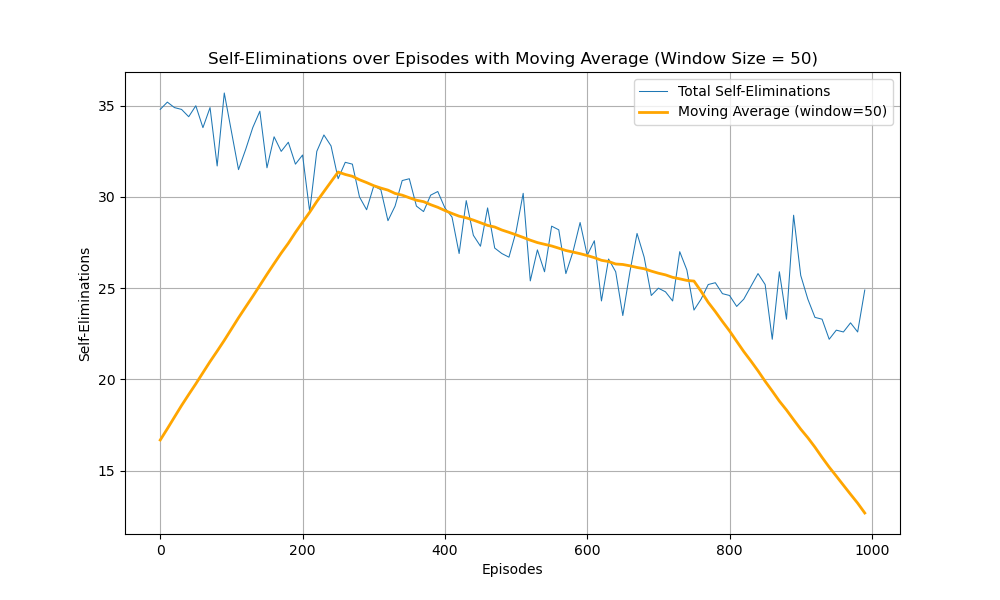 Self-Eliminations over Episodes with Moving Average (Window Size = 50)
Total Self-Eliminations
Moving Average (window=50)
Self-Eliminations
35
30
25
20
15
0
200
400
600
800
1000
Episodes